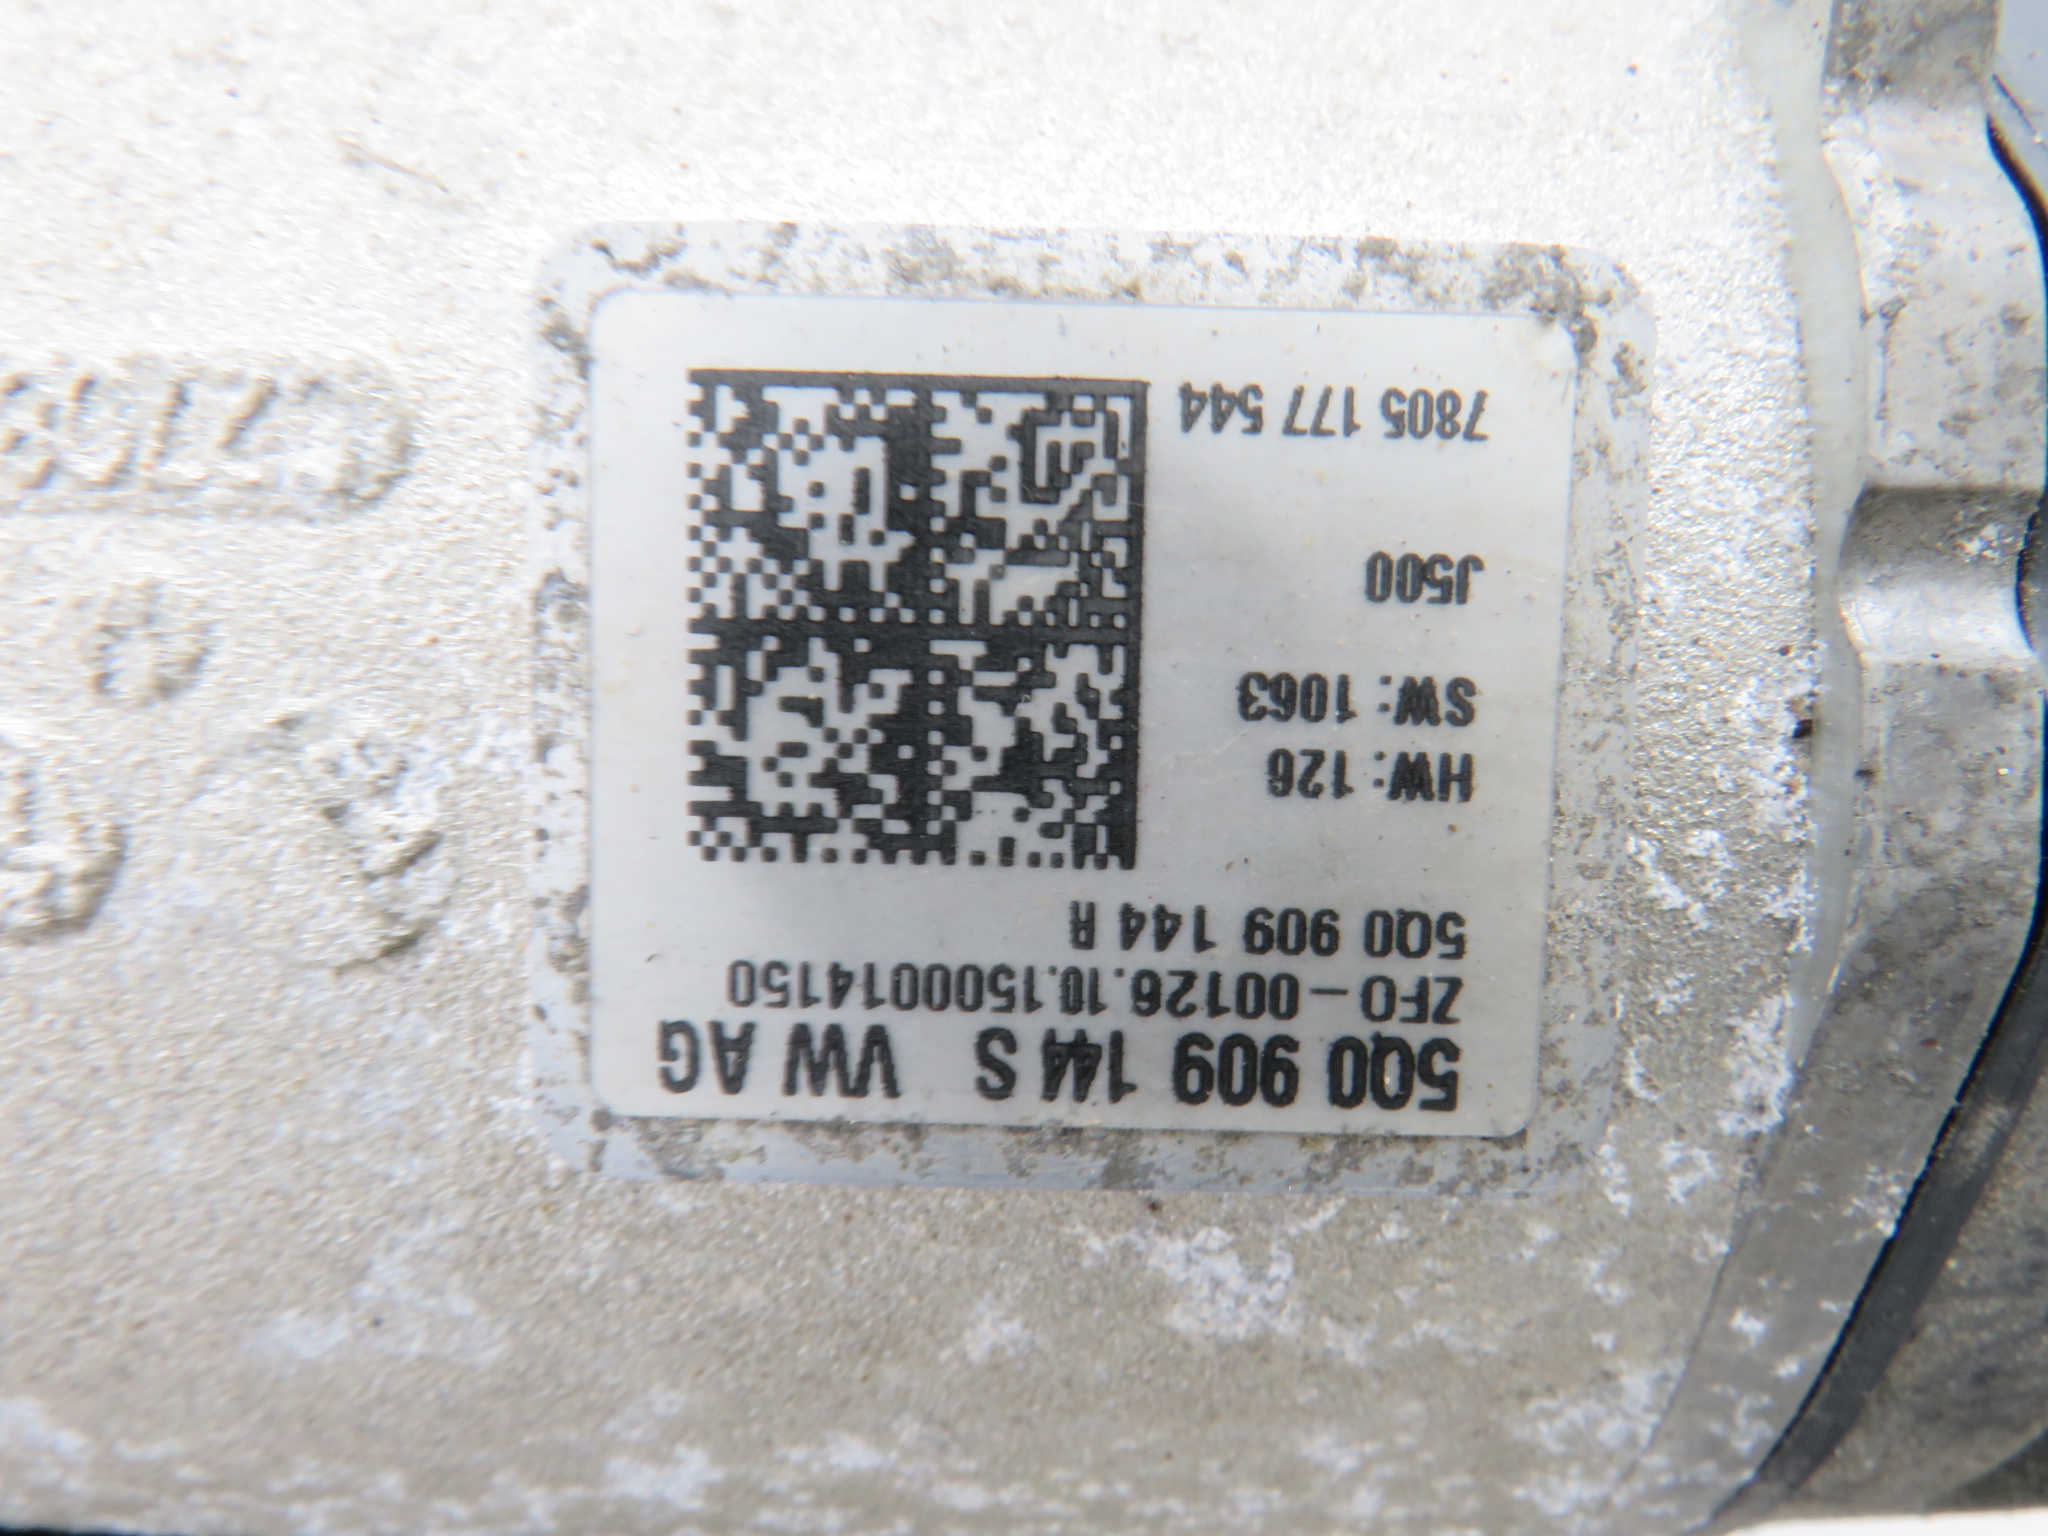 5Q0 909 144 S VW AG
ZFO-00126.10.1500014150
5Q0 909 144 R
HW: 126
SW: 1063
J500
7805 177 544